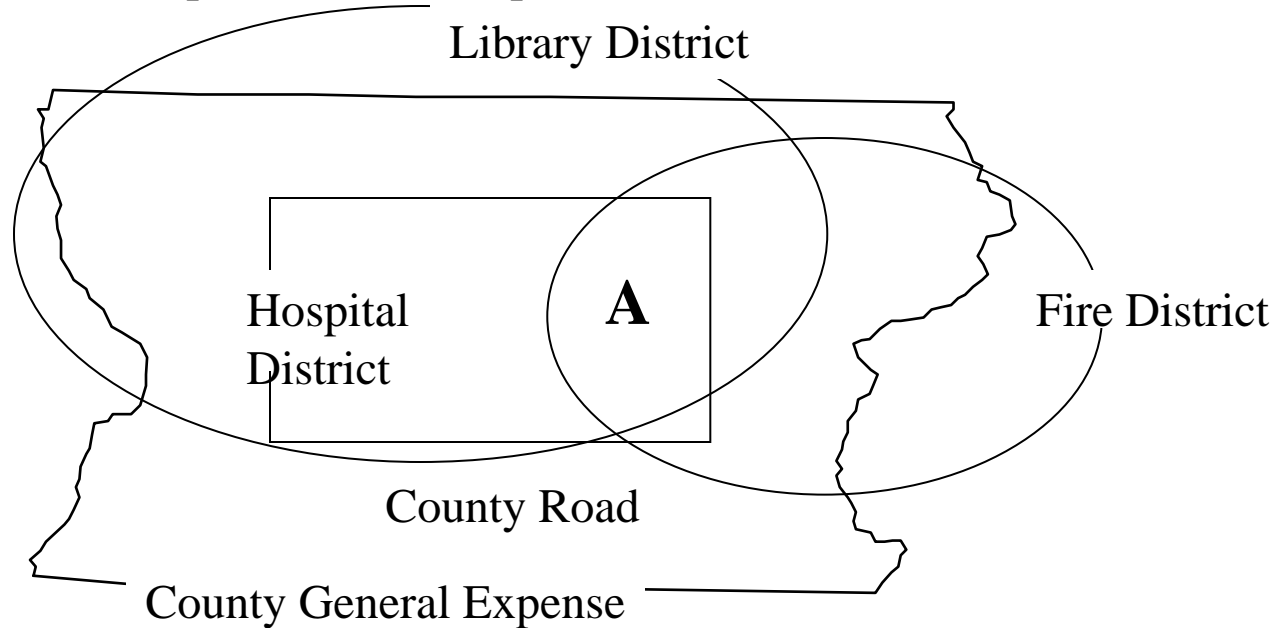 Library District
A
Hospital
District
Fire District
County Road
County General Expense